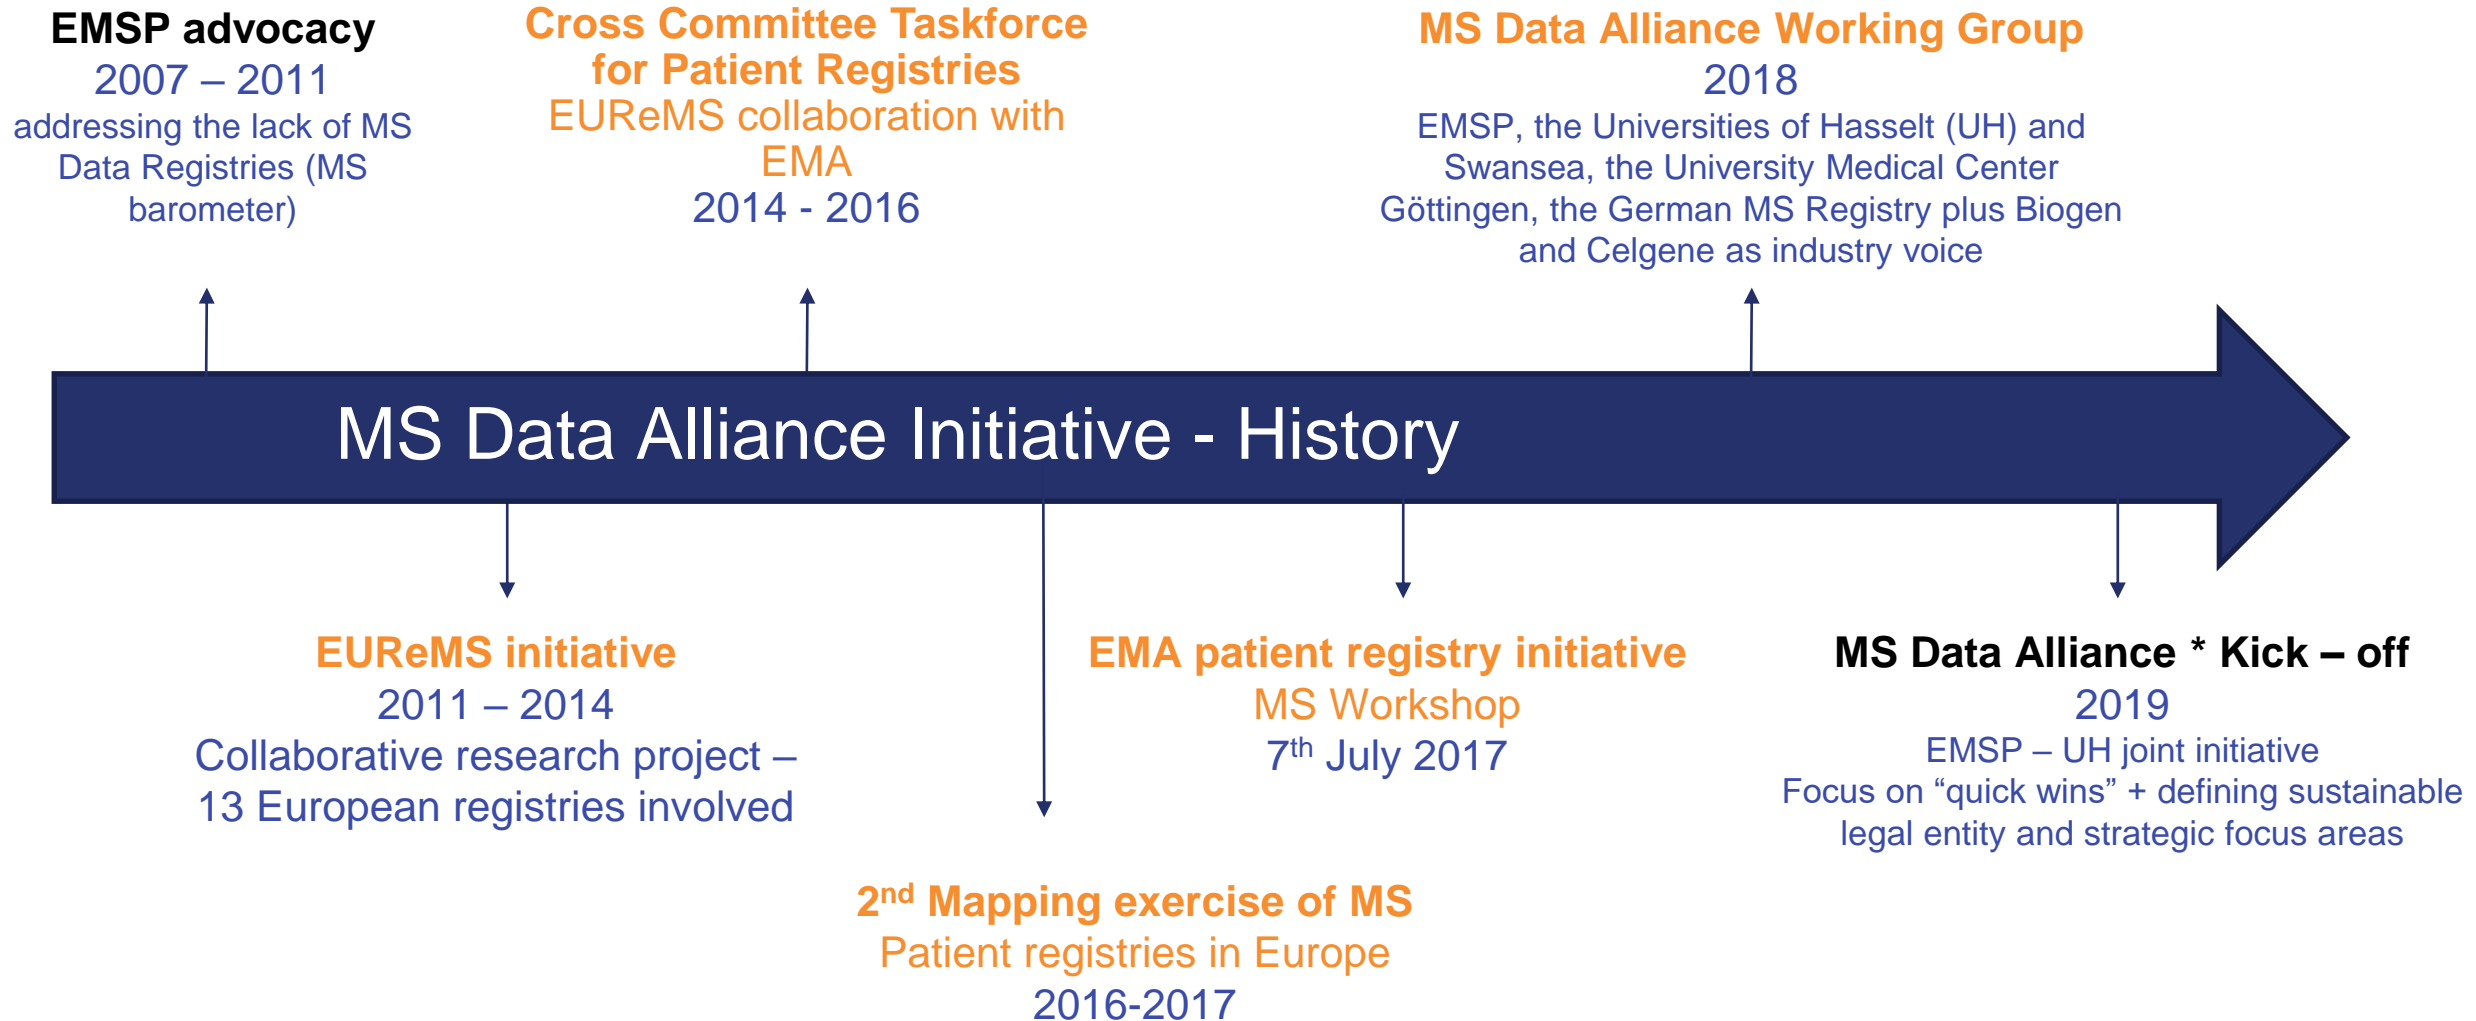 EMSP advocacy
2007 – 2011
addressing the lack of MS
Data Registries (MS
barometer)
Cross Committee Taskforce
for Patient Registries
EUReMS collaboration with
EMA
2014 - 2016
MS Data Alliance Working Group
2018
EMSP, the Universities of Hasselt (UH) and
Swansea, the University Medical Center
Göttingen, the German MS Registry plus Biogen
and Celgene as industry voice
MS Data Alliance Initiative - History
EUReMS initiative
2011 – 2014
Collaborative research project –
13 European registries involved
2nd Mapping exercise of MS
Patient registries in Europe
2016-2017
EMA patient registry initiative
MS Workshop
7th July 2017
MS Data Alliance * Kick – off
2019
EMSP – UH joint initiative
Focus on “quick wins” + defining sustainable
legal entity and strategic focus areas